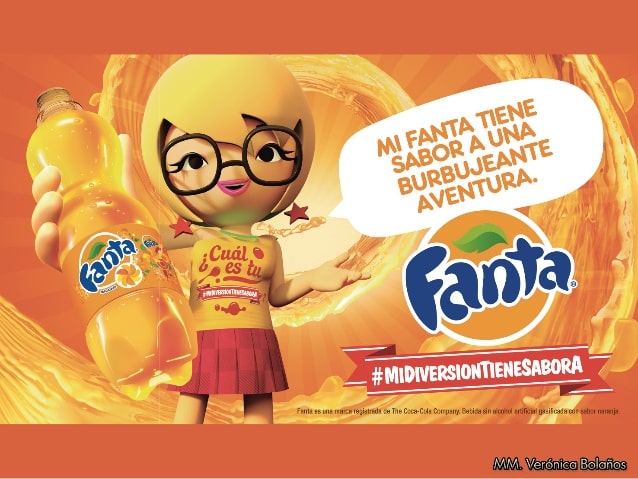 MI FANTA TIENE
SABOR A UNA
BURBUJEANTE
AVENTURA.
Fanta
¿Cuál
es tu
#MIDIVERSIONTIENESABORA
Fanta
#MIDIVERSIONTIENESABORA
Fanta es una marca registrada de The Coca-Cola Company. Bebida sin alcohol artificial gasificada con sabor naranja.
MM. Verónica Bolaños